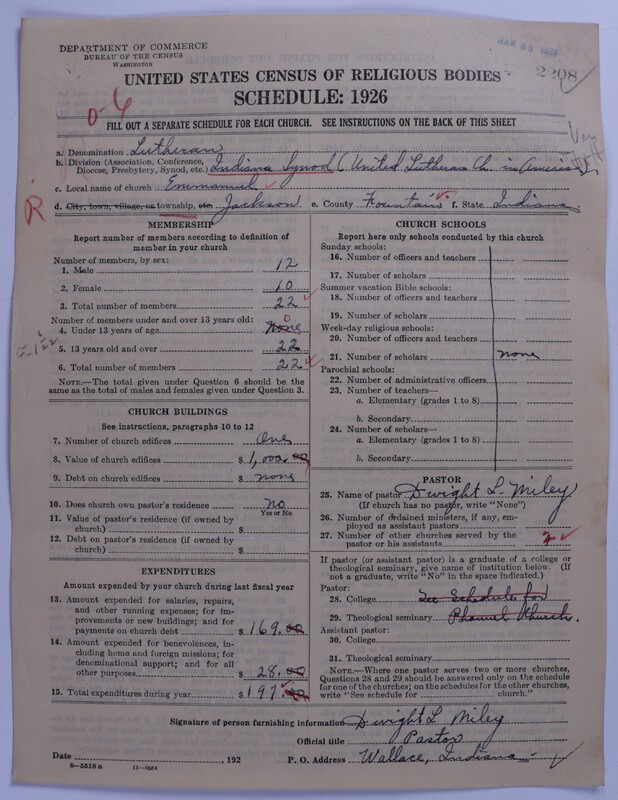 DEPARTMENT OF COMMERCE
BUREAU OF THE CENSUS
WASHINGTON
UNITED STATES CENSUS OF RELIGIOUS BODIES
2208
SCHEDULE: 1926
0-6
FILL OUT A SEPARATE SCHEDULE FOR EACH CHURCH. SEE INSTRUCTIONS ON THE BACK OF THIS SHEET
a. Denomination Lutheran
b. Division (Association, Conference, Diocese, Presbytery, Synod, etc.) Indiana Synod (United Lutheran Ch. in America)
c. Local name of church Emmanuel
R
d. City, town, village, or township, etc. Jackson e. County Fountain f. State Indiana
MEMBERSHIP
Report number of members according to definition of member in your church
Number of members, by sex:
1. Male 12
2. Female 10
3. Total number of members 22
Number of members under and over 13 years old:
4. Under 13 years of age None 0
5. 13 years old and over 22
6. Total number of members 22
NOTE.—The total given under Question 6 should be the same as the total of males and females given under Question 3.
CHURCH BUILDINGS
See instructions, paragraphs 10 to 12
7. Number of church edifices One
8. Value of church edifices $ 1,000.00
9. Debt on church edifices $ none
10. Does church own pastor's residence no
Yes or No
11. Value of pastor's residence (if owned by church) $
12. Debt on pastor's residence (if owned by church) $
EXPENDITURES
Amount expended by your church during last fiscal year
13. Amount expended for salaries, repairs, and other running expenses; for improvements or new buildings; and for payments on church debt $ 169.00
14. Amount expended for benevolences, including home and foreign missions; for denominational support; and for all other purposes $ 28.00
15. Total expenditures during year $ 197.00
CHURCH SCHOOLS
Report here only schools conducted by this church
Sunday schools:
16. Number of officers and teachers
17. Number of scholars
Summer vacation Bible schools:
18. Number of officers and teachers
19. Number of scholars
Week-day religious schools:
20. Number of officers and teachers
21. Number of scholars none
Parochial schools:
22. Number of administrative officers
23. Number of teachers—
a. Elementary (grades 1 to 8)
b. Secondary
24. Number of scholars—
a. Elementary (grades 1 to 8)
b. Secondary
PASTOR
25. Name of pastor Dwight L. Miley
(If church has no pastor, write "None")
26. Number of ordained ministers, if any, employed as assistant pastors
27. Number of other churches served by the pastor or his assistants 2
If pastor (or assistant pastor) is a graduate of a college or theological seminary, give name of institution below. (If not a graduate, write "No" in the space indicated.)
Pastor:
28. College See Schedule for
29. Theological seminary Phanuel Church.
Assistant pastor:
30. College
31. Theological seminary
NOTE.—Where one pastor serves two or more churches, Questions 28 and 29 should be answered only on the schedule for one of the churches; on the schedules for the other churches, write "See schedule for church."
Signature of person furnishing information Dwight L Miley
Official title Pastor
Date , 192 P. O. Address Wallace, Indiana
8—5518 a 11—2664